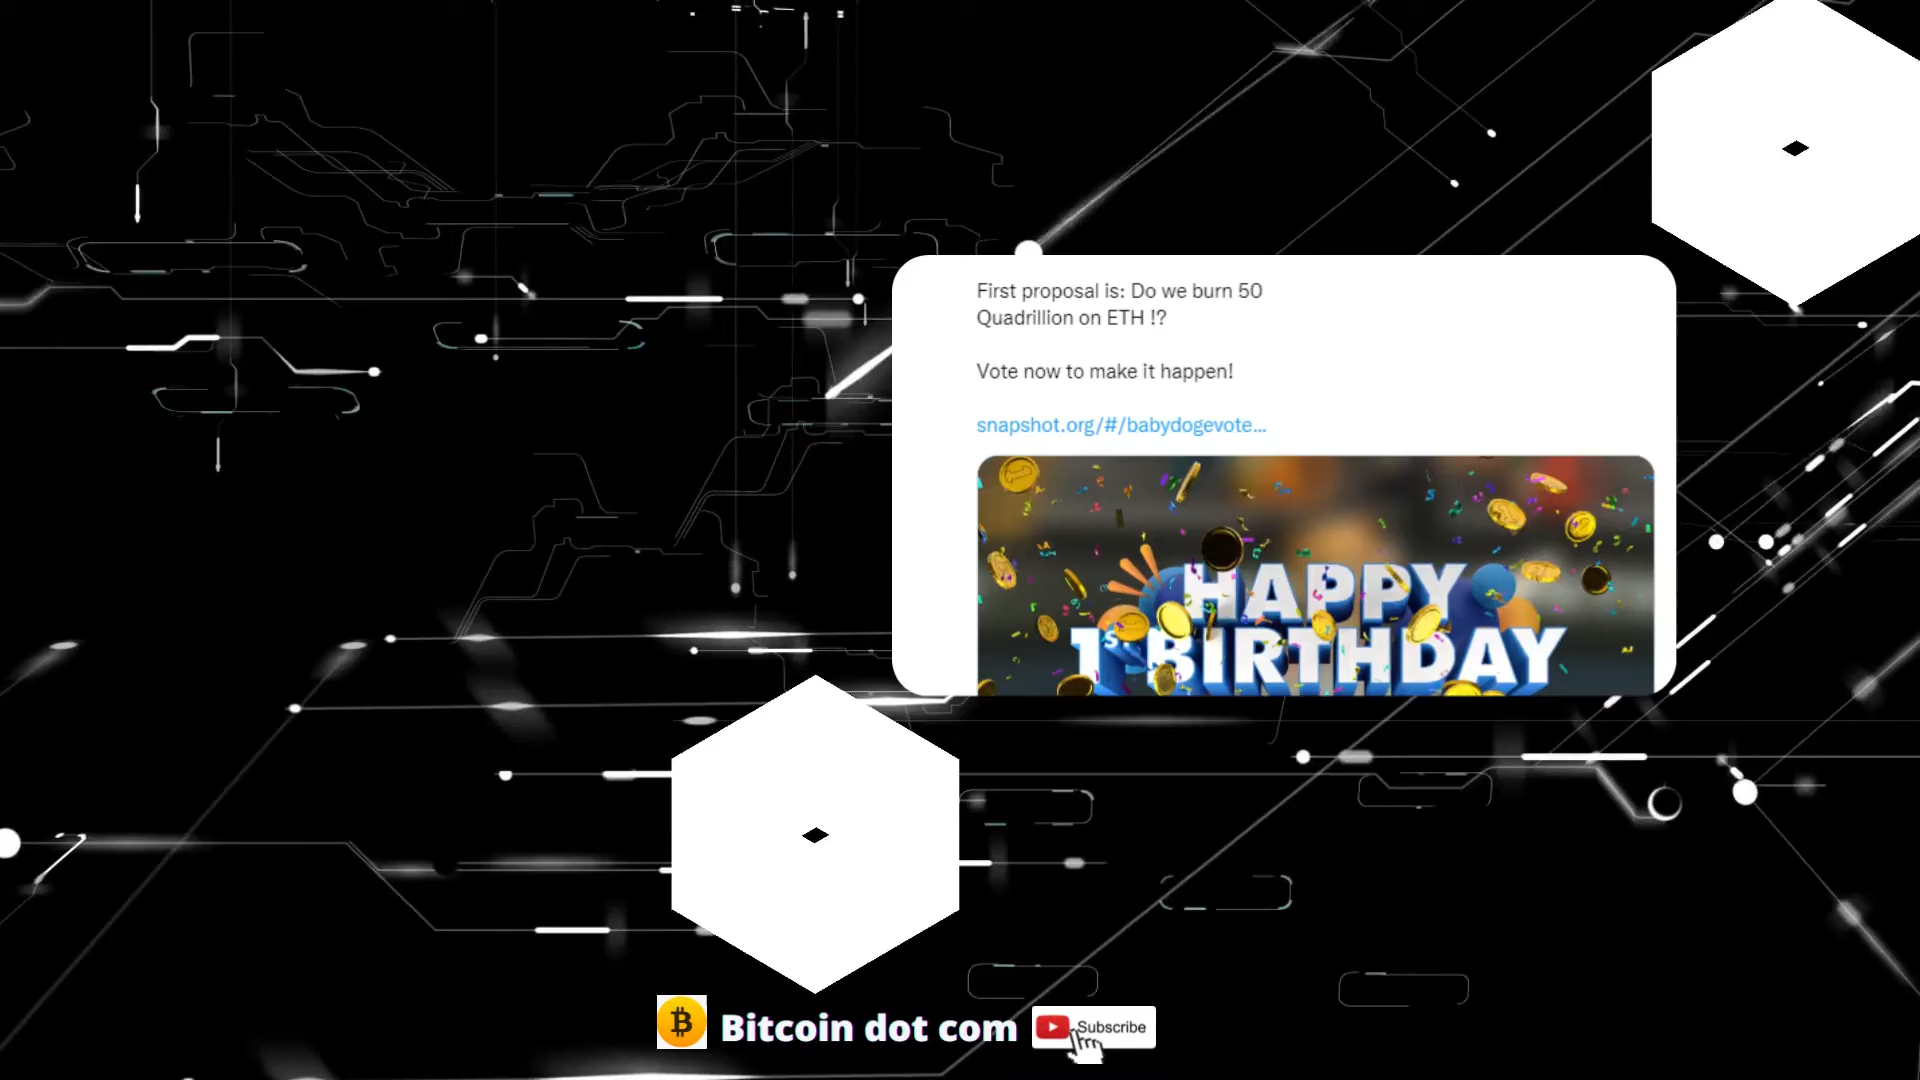 First proposal is: Do we burn 50
Quadrillion on ETH !?
Vote now to make it happen!
snapshot.org/#/babydogevote...
HAPPY
1st BIRTHDAY
Bitcoin dot com
Subscribe